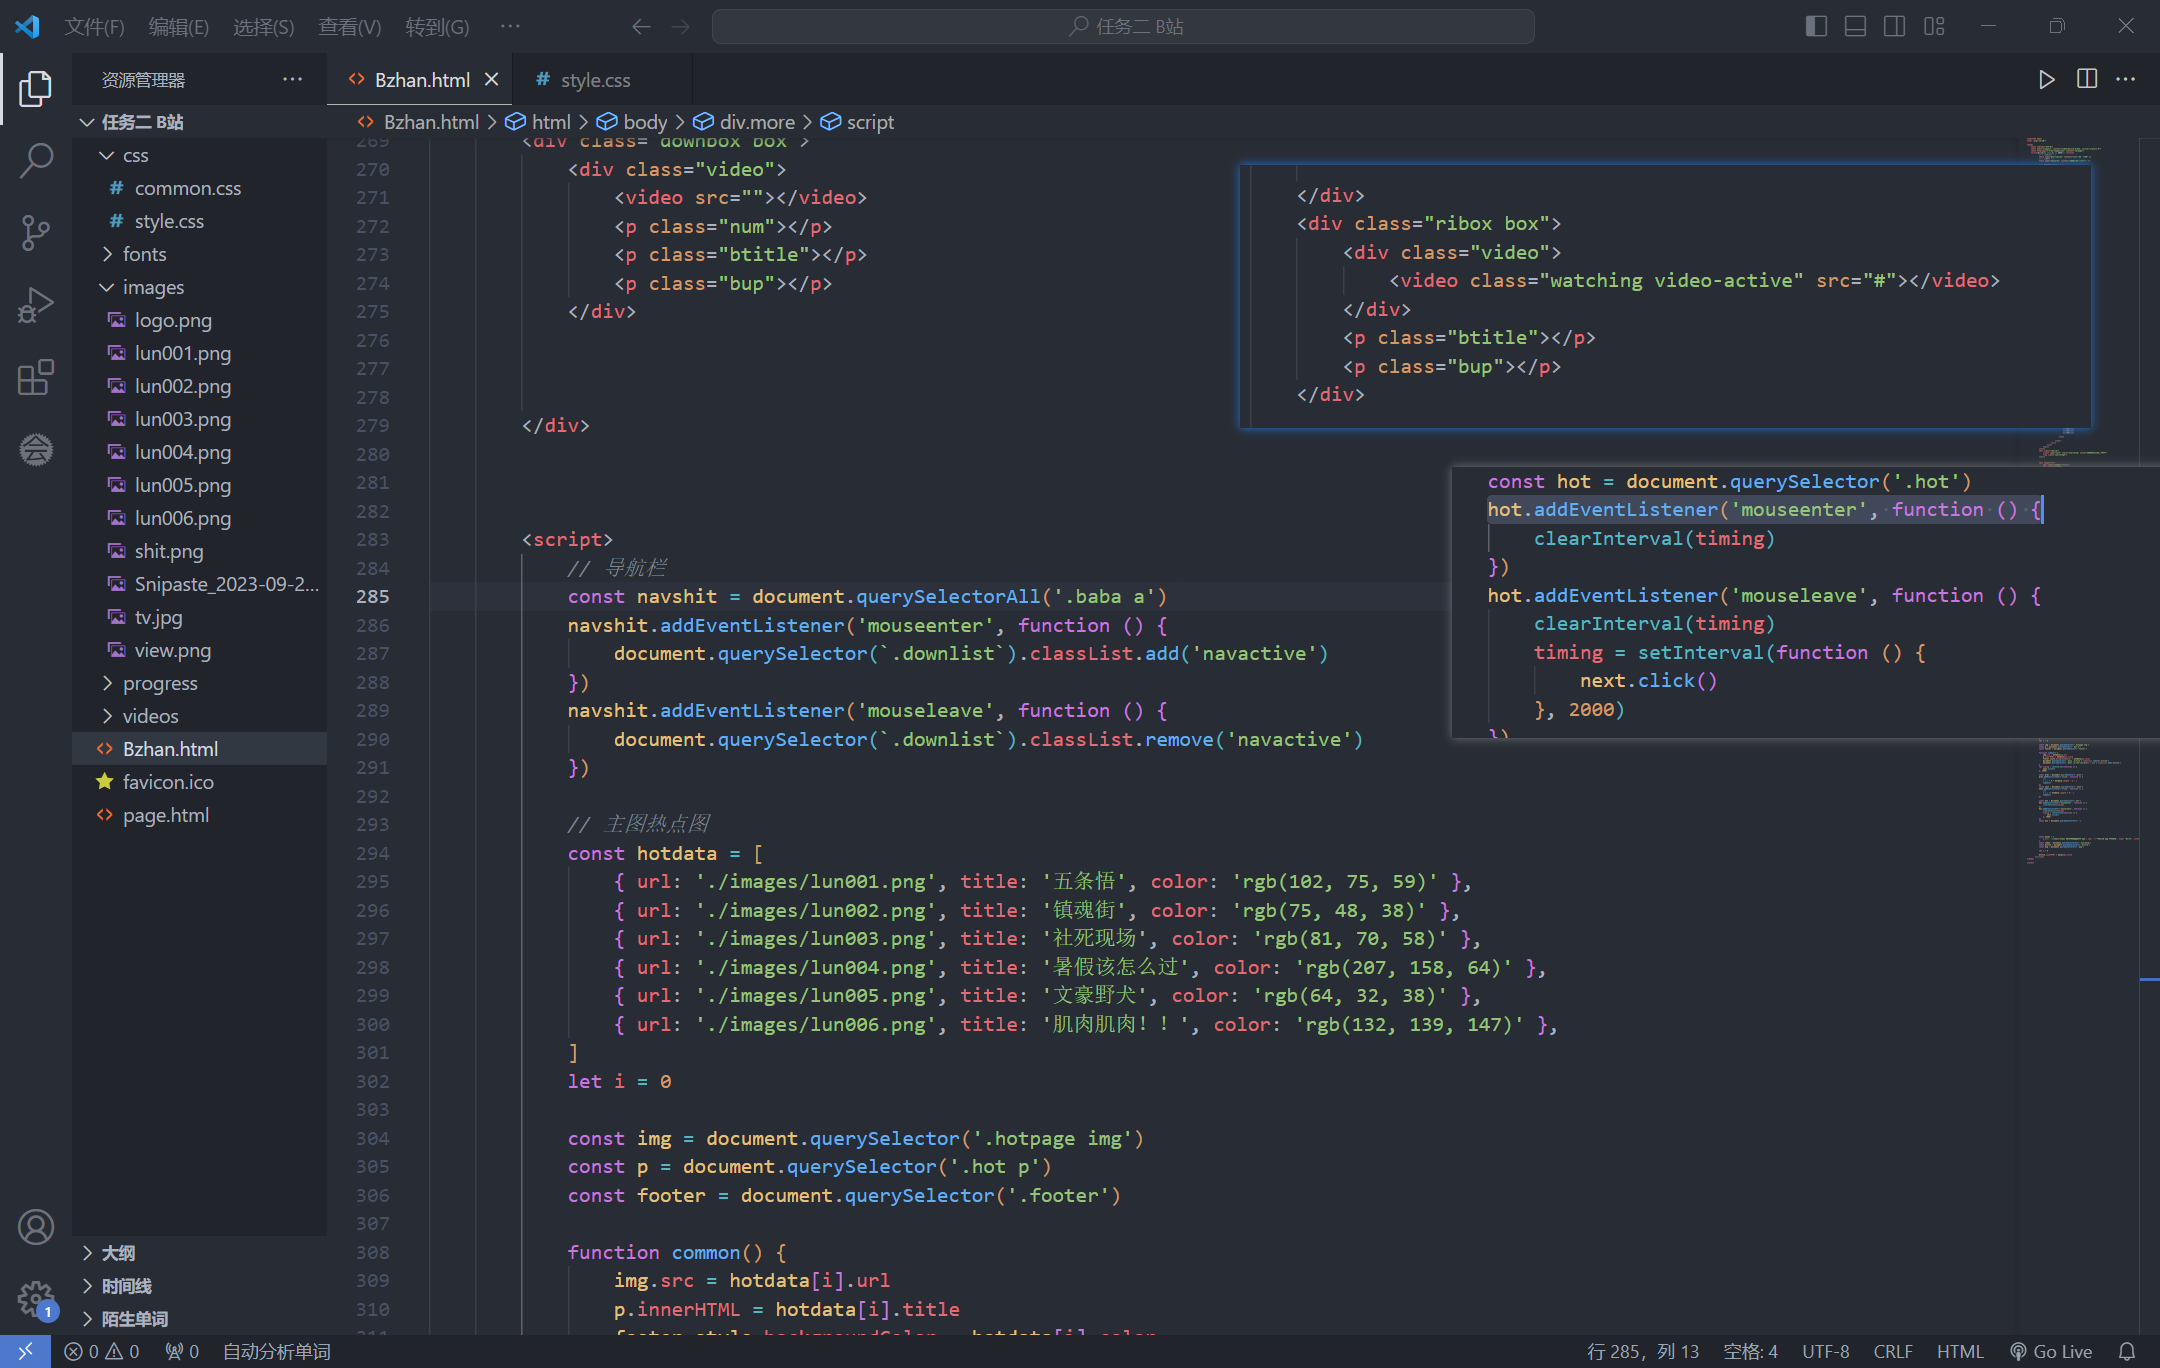 文件(F) 编辑(E) 选择(S) 查看(V) 转到(G) ···
任务二 B站
资源管理器 ···
Bzhan.html
style.css
任务二 B站
css
common.css
style.css
fonts
images
logo.png
lun001.png
lun002.png
lun003.png
lun004.png
lun005.png
lun006.png
shit.png
Snipaste_2023-09-2...
tv.jpg
view.png
progress
videos
Bzhan.html
favicon.ico
page.html
大纲
时间线
陌生单词
Bzhan.html > html > body > div.more > script
269 <div class="downbox box">
270 <div class="video">
271 <video src=""></video>
272 <p class="num"></p>
273 <p class="btitle"></p>
274 <p class="bup"></p>
275 </div>
276
277
278
279 </div>
280
281
282
283 <script>
284 // 导航栏
285 const navshit = document.querySelectorAll('.baba a')
286 navshit.addEventListener('mouseenter', function () {
287 document.querySelector(`.downlist`).classList.add('navactive')
288 })
289 navshit.addEventListener('mouseleave', function () {
290 document.querySelector(`.downlist`).classList.remove('navactive')
291 })
292
293 // 主图热点图
294 const hotdata = [
295 { url: './images/lun001.png', title: '五条悟', color: 'rgb(102, 75, 59)' },
296 { url: './images/lun002.png', title: '镇魂街', color: 'rgb(75, 48, 38)' },
297 { url: './images/lun003.png', title: '社死现场', color: 'rgb(81, 70, 58)' },
298 { url: './images/lun004.png', title: '暑假该怎么过', color: 'rgb(207, 158, 64)' },
299 { url: './images/lun005.png', title: '文豪野犬', color: 'rgb(64, 32, 38)' },
300 { url: './images/lun006.png', title: '肌肉肌肉！！', color: 'rgb(132, 139, 147)' },
301 ]
302 let i = 0
303
304 const img = document.querySelector('.hotpage img')
305 const p = document.querySelector('.hot p')
306 const footer = document.querySelector('.footer')
307
308 function common() {
309 img.src = hotdata[i].url
310 p.innerHTML = hotdata[i].title
311 footer.style.backgroundColor = hotdata[i].color
</div>
<div class="ribox box">
<div class="video">
<video class="watching video-active" src="#"></video>
</div>
<p class="btitle"></p>
<p class="bup"></p>
</div>
const hot = document.querySelector('.hot')
hot.addEventListener('mouseenter', function () {
clearInterval(timing)
})
hot.addEventListener('mouseleave', function () {
clearInterval(timing)
timing = setInterval(function () {
next.click()
}, 2000)
})
1
0 0 0 自动分析单词
行 285，列 13 空格: 4 UTF-8 CRLF HTML Go Live